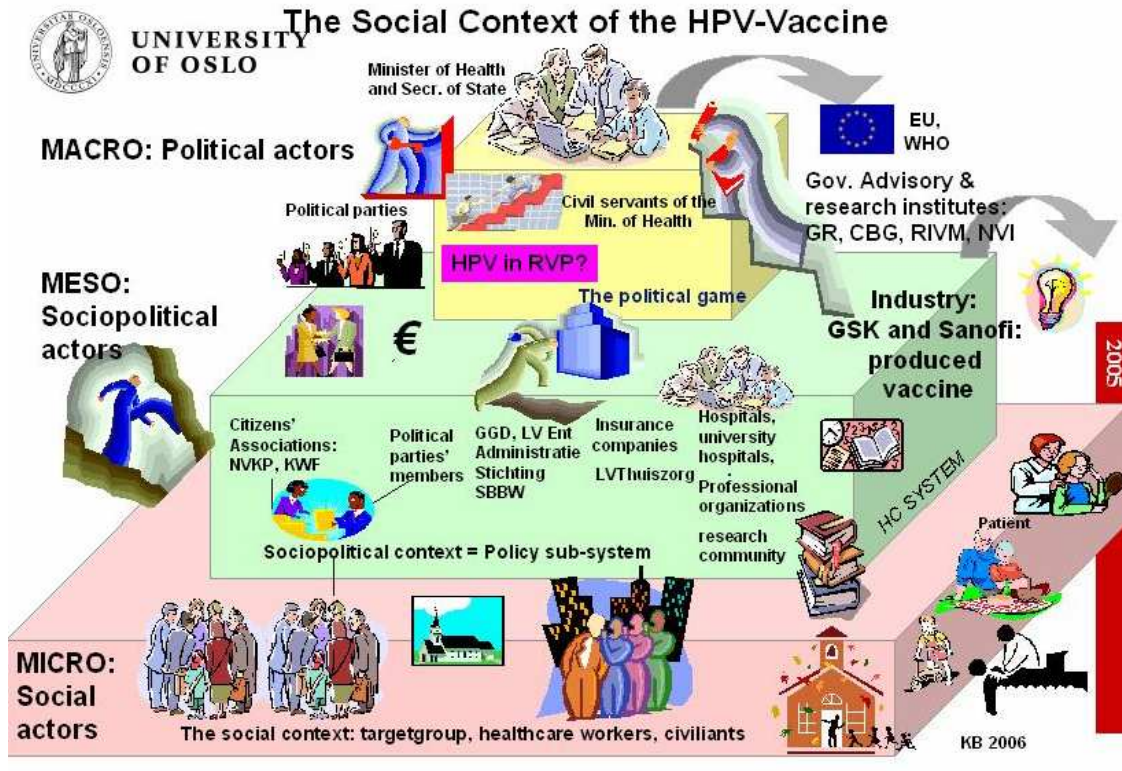 The Social Context of the HPV-Vaccine
UNIVERSITY
OF OSLO
Minister of Health
and Secr. of State
MACRO: Political actors
EU,
WHO
Gov. Advisory &
research institutes:
GR, CBG, RIVM, NVI
Civil servants of the
Min. of Health
Political parties
HPV in RVP?
MESO:
Sociopolitical
actors
The political game
€
Industry:
GSK and Sanofi:
produced
vaccine
2005
Citizens'
Associations:
NVKP, KWF
Political
parties'
members
GGD, LV Ent
Administratie
Stichting
SBBW
Insurance
companies
LVThuiszorg
Hospitals,
university
hospitals,
.
Professional
organizations
research
community
HC SYSTEM
Patient
Sociopolitical context = Policy sub-system
MICRO:
Social
actors
The social context: targetgroup, healthcare workers, civiliants
KB 2006